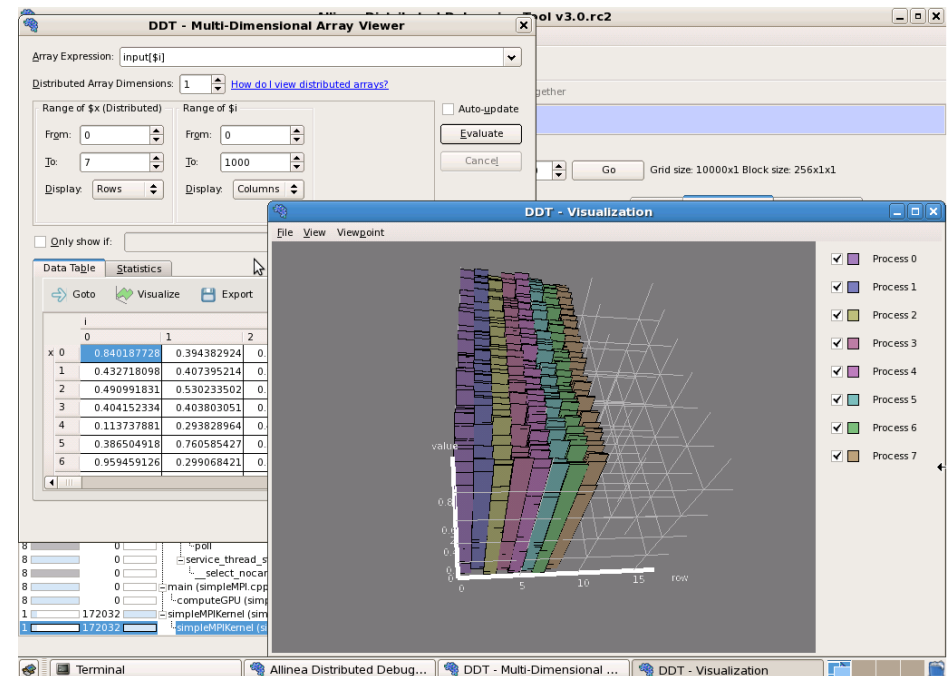 DDT - Multi-Dimensional Array Viewer
Tool v3.0.rc2
Array Expression: input[$i]
Distributed Array Dimensions: 1 How do I view distributed arrays?
Range of $x (Distributed) Range of $i
From: 0 From: 0
To: 7 To: 1000
Display: Rows Display: Columns
Auto-update
Evaluate
Cancel
Go Grid size: 10000x1 Block size: 256x1x1
Only show if:
Data Table Statistics
Goto Visualize Export
i
0 1 2
x 0 0.840187728 0.394382924 0.
1 0.432718098 0.407395214 0.
2 0.490991831 0.530233502 0.
3 0.404152334 0.403803051 0.
4 0.113737881 0.293828964 0.
5 0.386504918 0.760585427 0.
6 0.959459126 0.299068421 0.
8 0 poll
8 0 service_thread_s
8 0 __select_nocan
8 0 main (simpleMPI.cpp
8 0 computeGPU (simp
1 172032 simpleMPIKernel (sim
1 172032 simpleMPIKernel (si
DDT - Visualization
File View Viewpoint
value
0.8
0 5 10 15 row
Process 0
Process 1
Process 2
Process 3
Process 4
Process 5
Process 6
Process 7
Terminal Allinea Distributed Debug... DDT - Multi-Dimensional ... DDT - Visualization